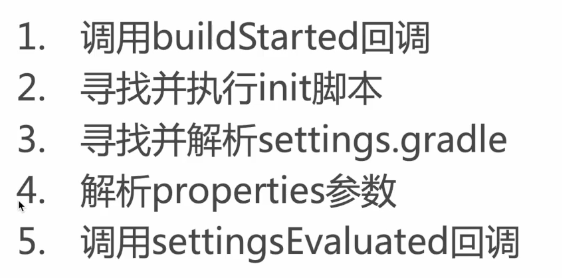 1. 调用buildStarted回调
2. 寻找并执行init脚本
3. 寻找并解析settings.gradle
4. 解析properties参数
5. 调用settingsEvaluated回调